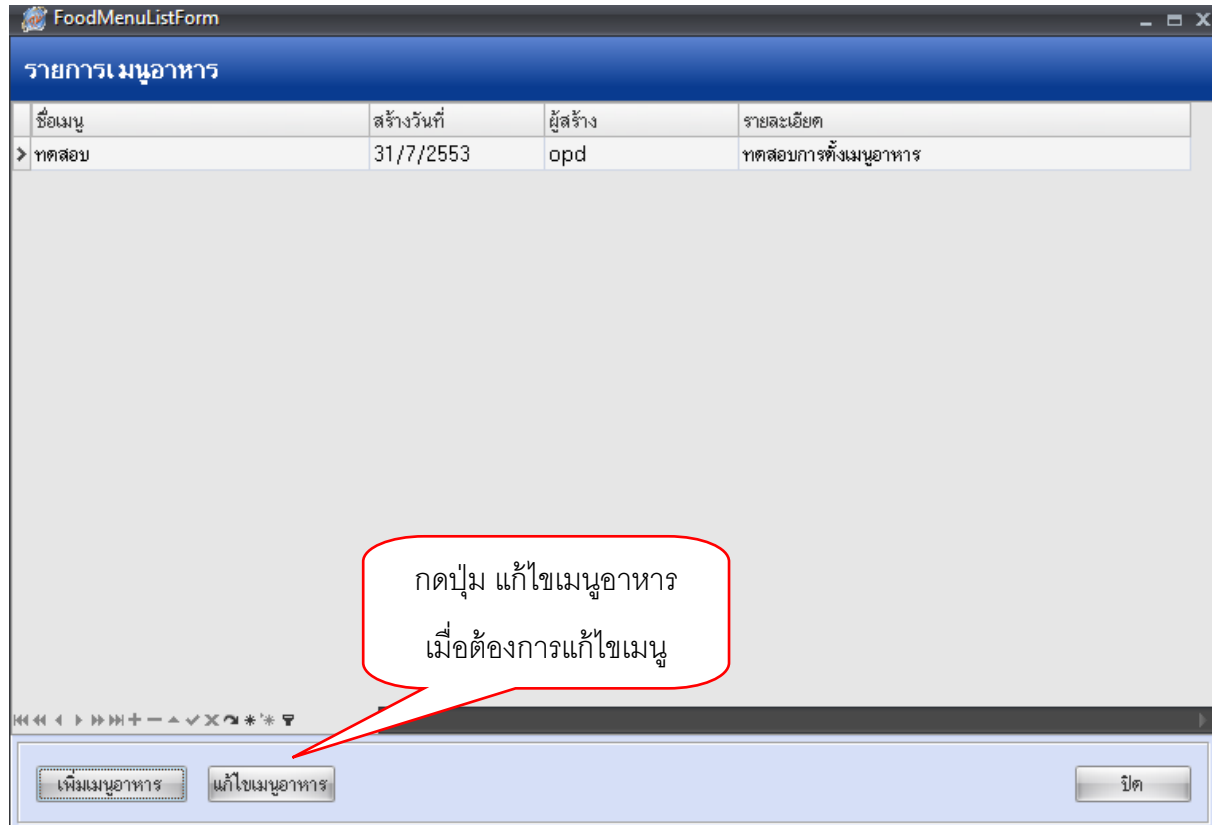 FoodMenuListForm
รายการเมนูอาหาร
ชื่อเมนู สร้างวันที่ ผู้สร้าง รายละเอียด
ทดสอบ 31/7/2553 opd ทดสอบการตั้งเมนูอาหาร
กดปุ่ม แก้ไขเมนูอาหาร
เมื่อต้องการแก้ไขเมนู
เพิ่มเมนูอาหาร แก้ไขเมนูอาหาร ปิด